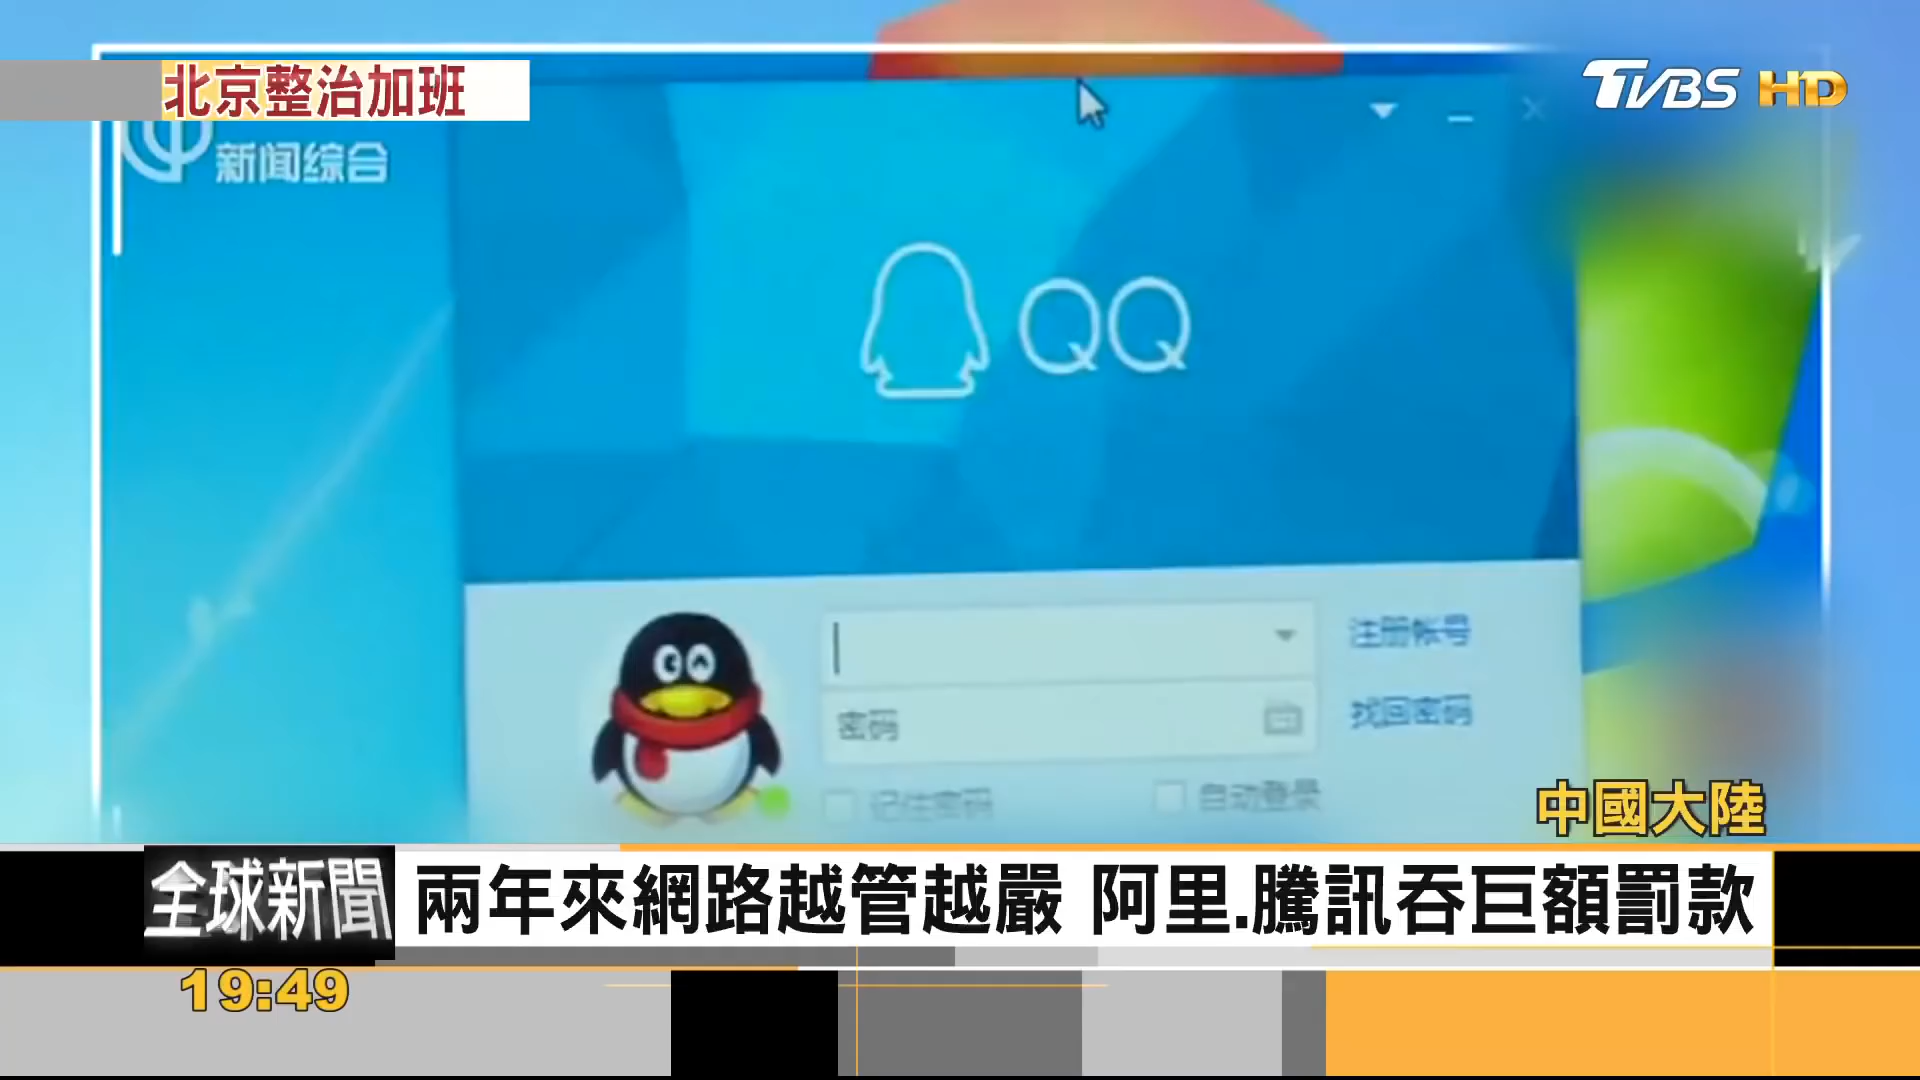 北京整治加班
TVBS HD
新闻综合
QQ
注册帐号
密码
找回密码
记住密码
自动登录
中國大陸
全球新聞
兩年來網路越管越嚴 阿里.騰訊吞巨額罰款
19:49